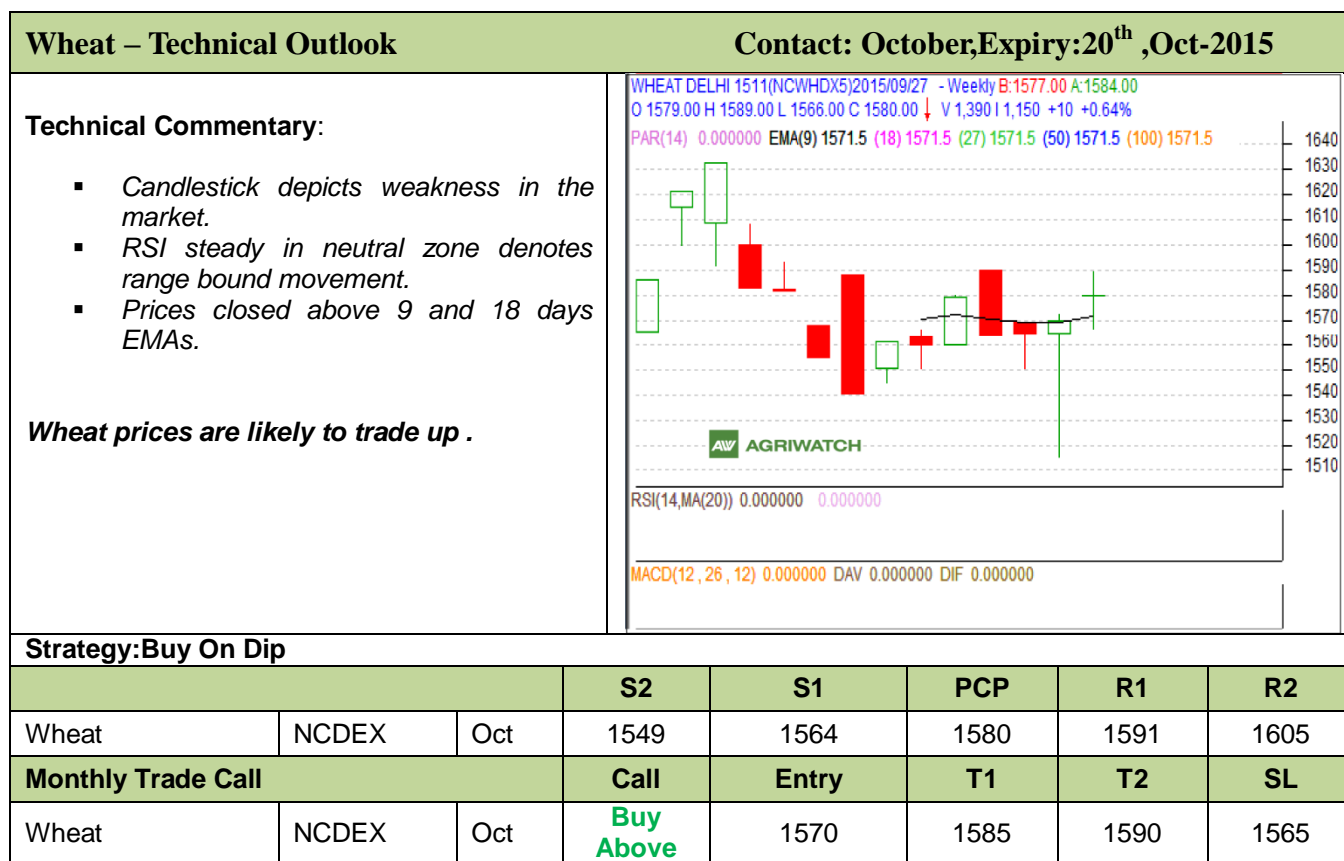 Wheat – Technical Outlook Contact: October,Expiry:20th ,Oct-2015
Technical Commentary:
▪ Candlestick depicts weakness in the
market.
▪ RSI steady in neutral zone denotes
range bound movement.
▪ Prices closed above 9 and 18 days
EMAs.
Wheat prices are likely to trade up .
WHEAT DELHI 1511(NCWHDX5)2015/09/27 - Weekly B:1577.00 A:1584.00
O 1579.00 H 1589.00 L 1566.00 C 1580.00 ↓ V 1,390 I 1,150 +10 +0.64%
PAR(14) 0.000000 EMA(9) 1571.5 (18) 1571.5 (27) 1571.5 (50) 1571.5 (100) 1571.5
1640
1630
1620
1610
1600
1590
1580
1570
1560
1550
1540
1530
1520
1510
AW AGRIWATCH
RSI(14,MA(20)) 0.000000 0.000000
MACD(12 , 26 , 12) 0.000000 DAV 0.000000 DIF 0.000000
Strategy:Buy On Dip
S2 S1 PCP R1 R2
Wheat NCDEX Oct 1549 1564 1580 1591 1605
Monthly Trade Call Call Entry T1 T2 SL
Wheat NCDEX Oct Buy Above 1570 1585 1590 1565